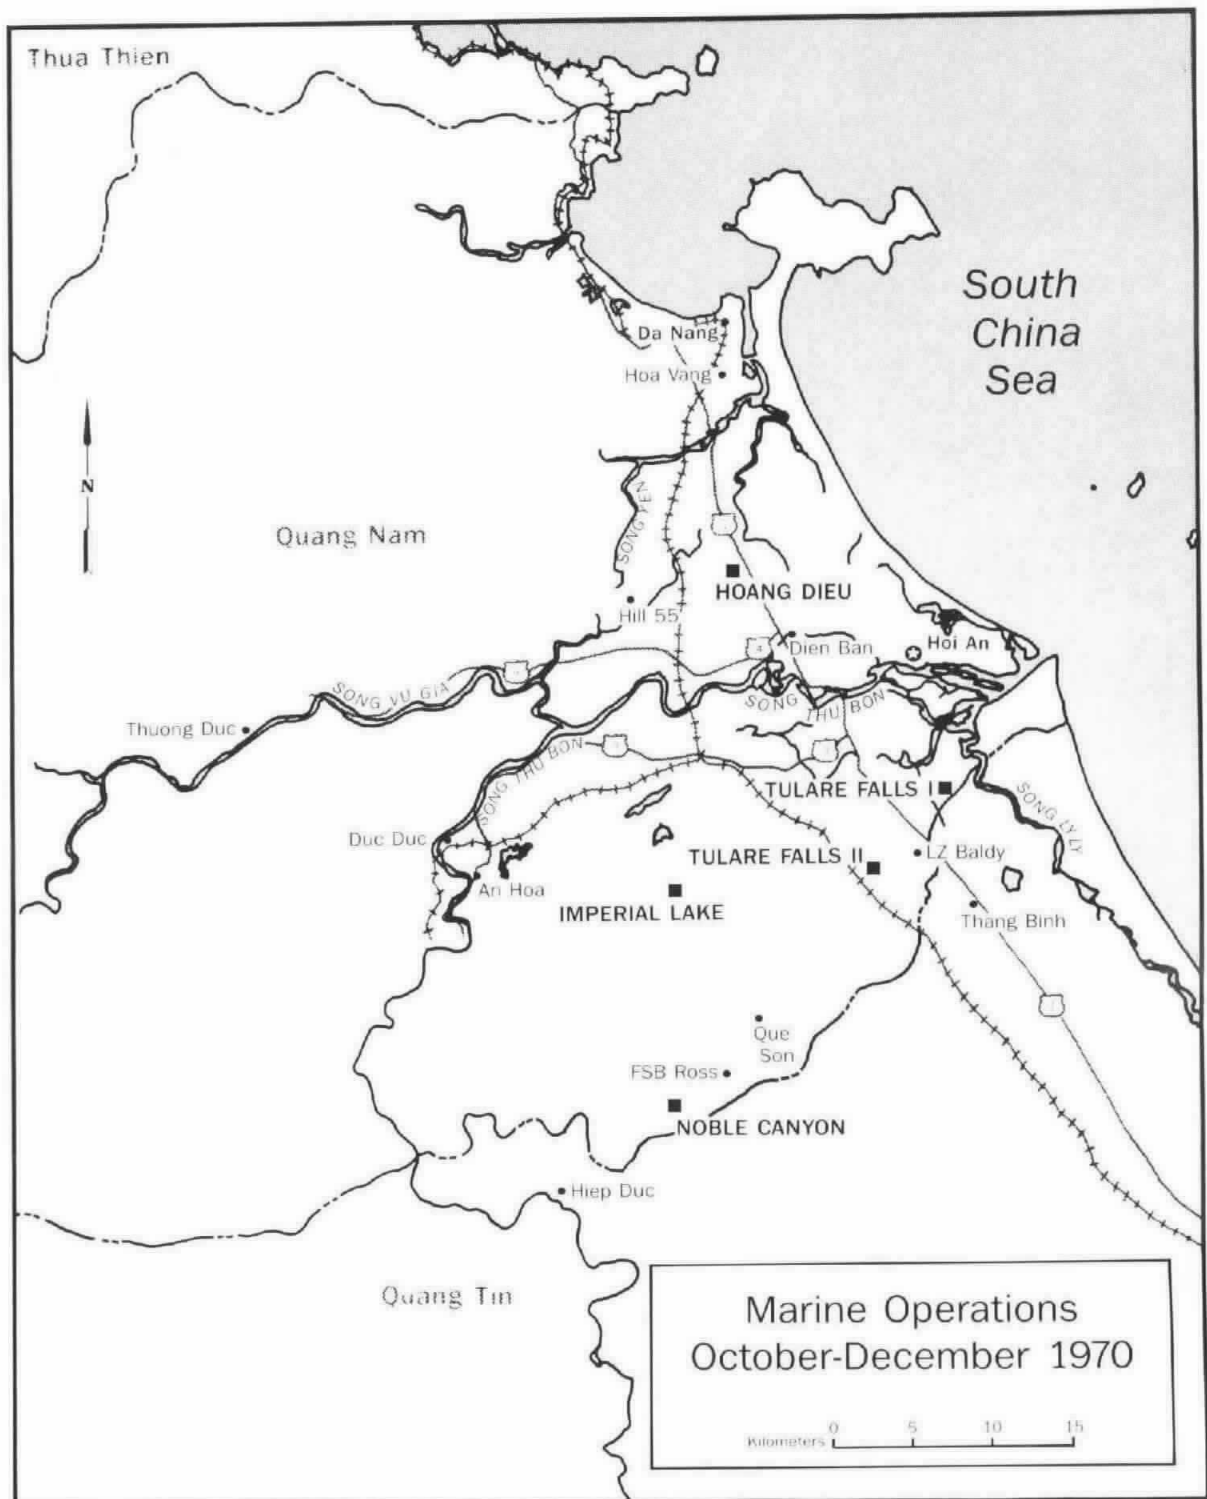 Thua Thien
South
China
Sea
Da Nang
Hoa Vang
N
SONG YEN
Quang Nam
HOANG DIEU
Hill 55
4
Dien Ban
Hoi An
SONG VU GIA
SONG THU BON
Thuong Duc
SONG THU BON
TULARE FALLS I
SONG LY LY
Duc Duc
TULARE FALLS II
LZ Baldy
An Hoa
IMPERIAL LAKE
Thang Binh
1
Que
Son
FSB Ross
NOBLE CANYON
Hiep Duc
Quang Tin
Marine Operations
October-December 1970
Kilometers 0 5 10 15